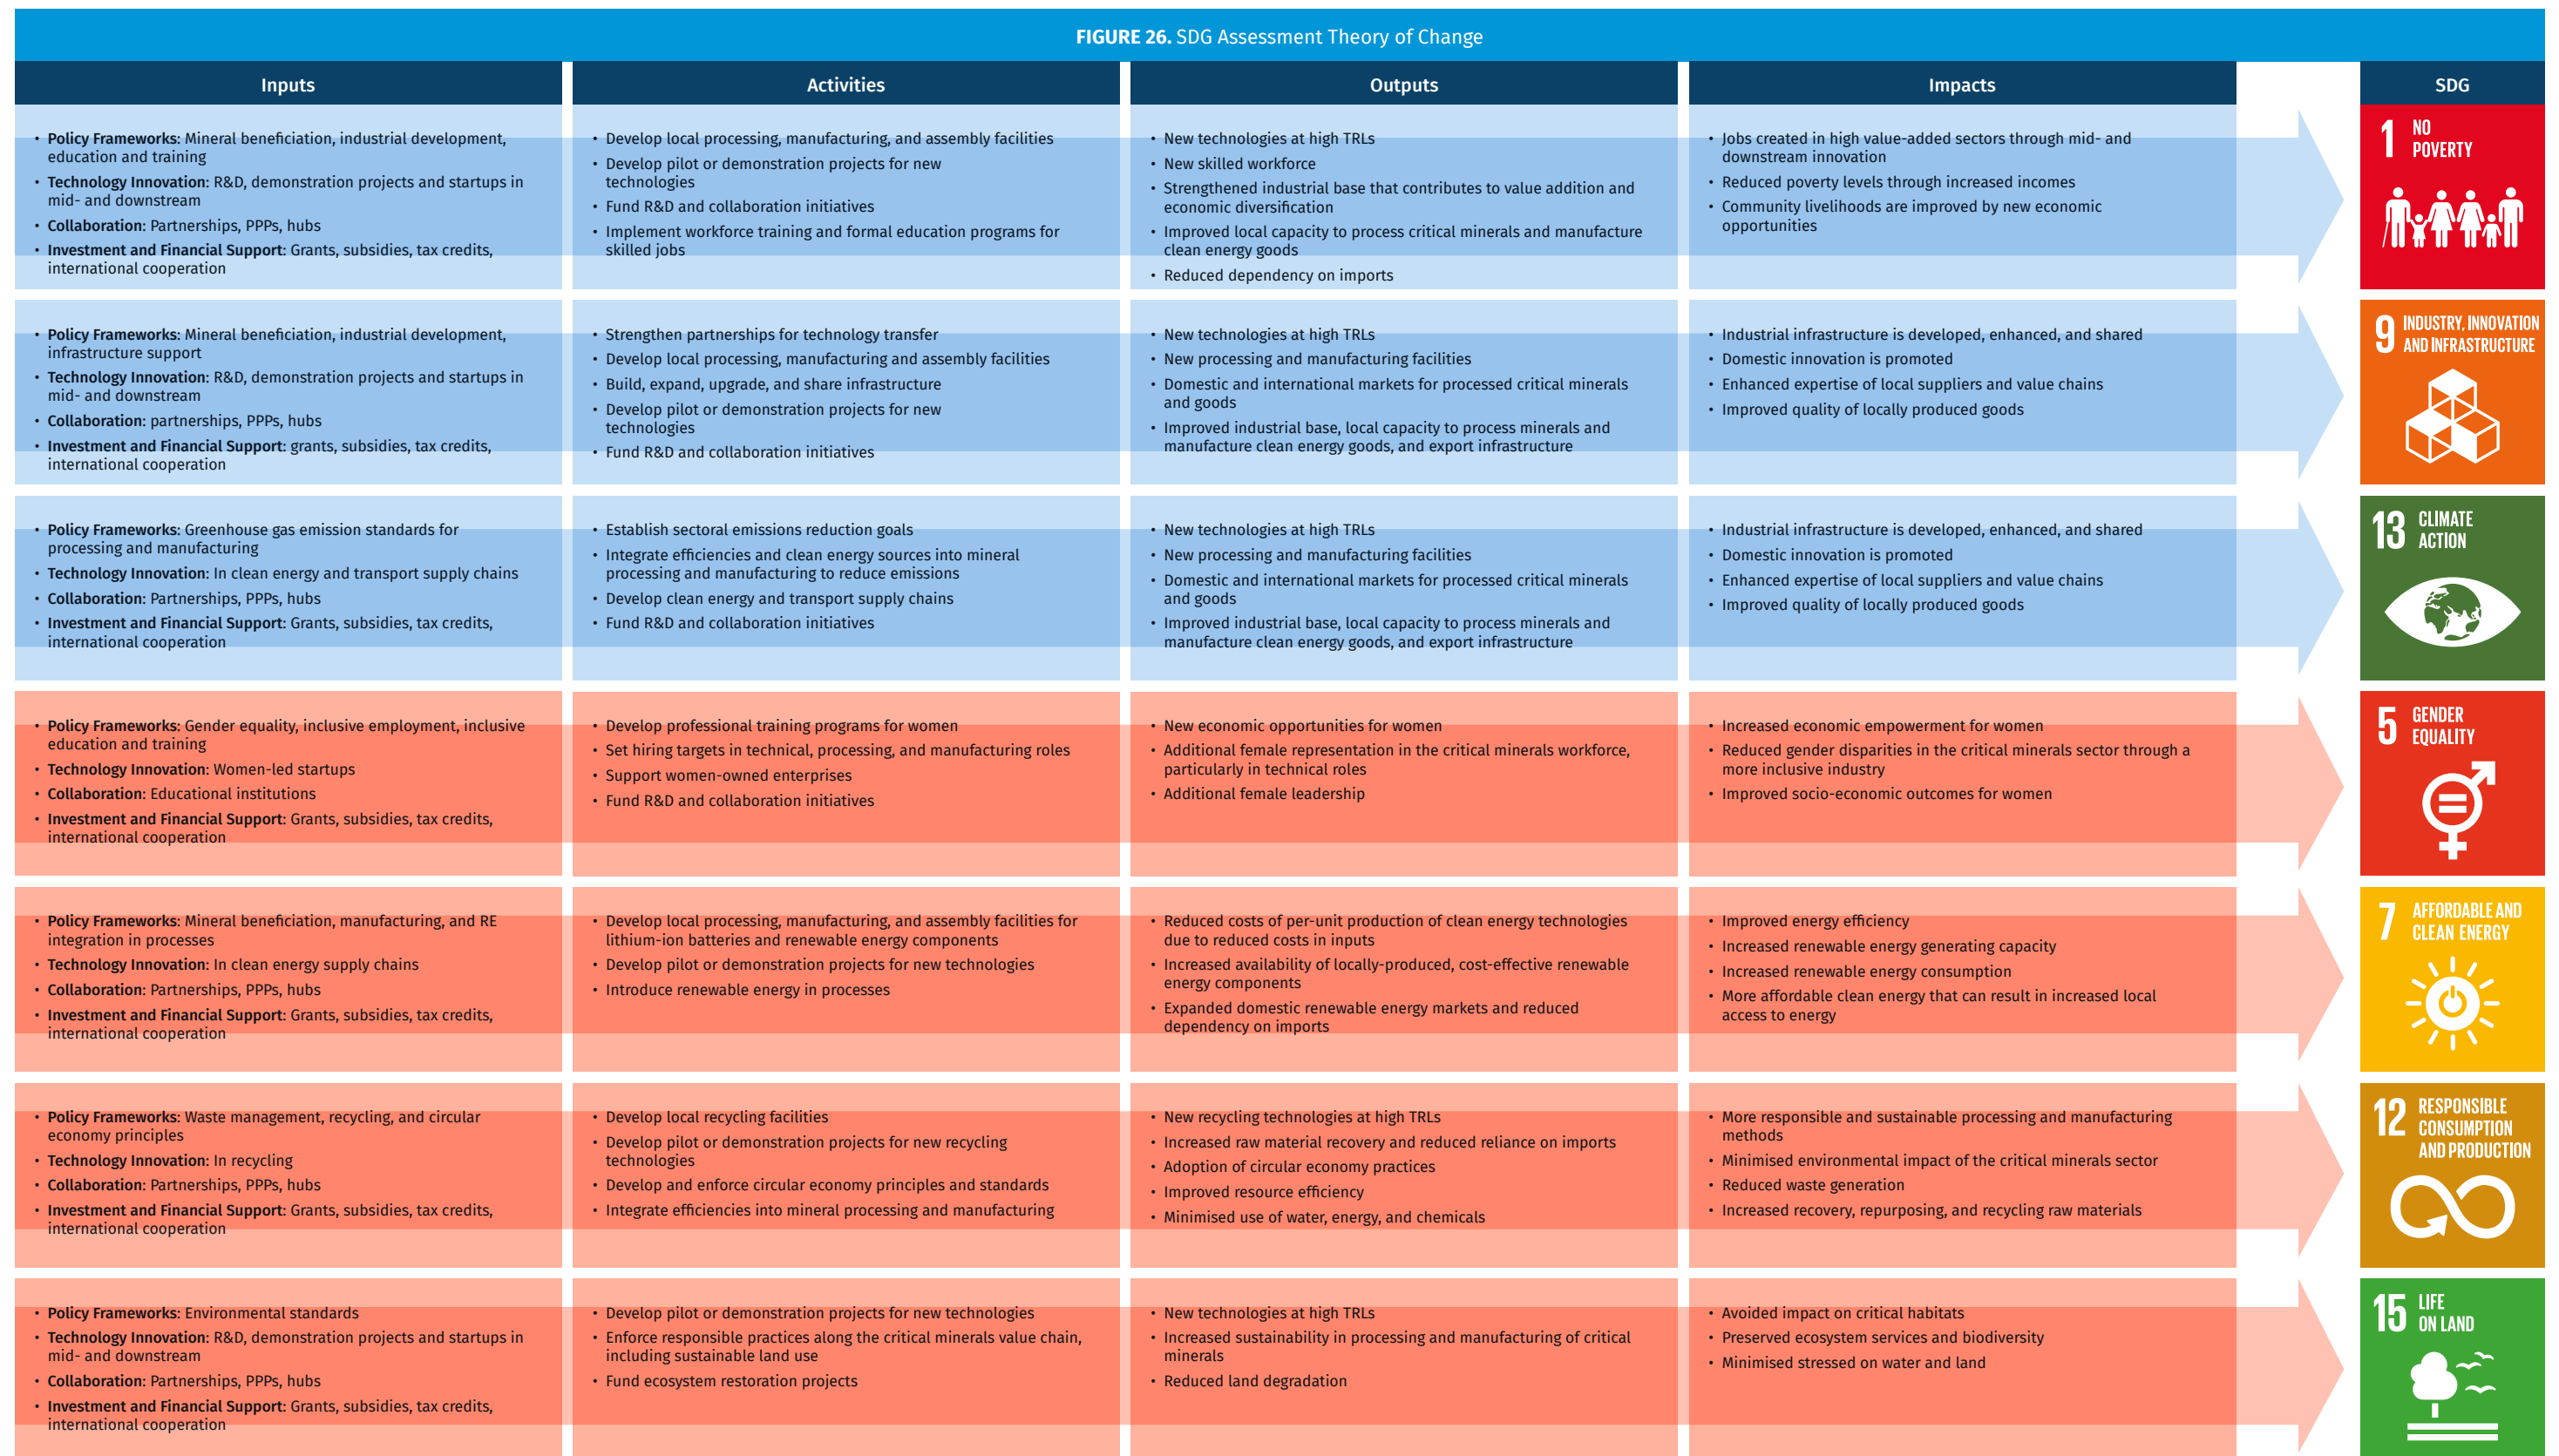 FIGURE 26. SDG Assessment Theory of Change
Inputs
Activities
Outputs
Impacts
SDG
• Policy Frameworks: Mineral beneficiation, industrial development,
education and training
• Technology Innovation: R&D, demonstration projects and startups in
mid- and downstream
• Collaboration: Partnerships, PPPs, hubs
• Investment and Financial Support: Grants, subsidies, tax credits,
international cooperation
• Develop local processing, manufacturing, and assembly facilities
• Develop pilot or demonstration projects for new
technologies
• Fund R&D and collaboration initiatives
• Implement workforce training and formal education programs for
skilled jobs
• New technologies at high TRLs
• New skilled workforce
• Strengthened industrial base that contributes to value addition and
economic diversification
• Improved local capacity to process critical minerals and manufacture
clean energy goods
• Reduced dependency on imports
• Jobs created in high value-added sectors through mid- and
downstream innovation
• Reduced poverty levels through increased incomes
• Community livelihoods are improved by new economic
opportunities
1 NO
POVERTY
• Policy Frameworks: Mineral beneficiation, industrial development,
infrastructure support
• Technology Innovation: R&D, demonstration projects and startups in
mid- and downstream
• Collaboration: partnerships, PPPs, hubs
• Investment and Financial Support: grants, subsidies, tax credits,
international cooperation
• Strengthen partnerships for technology transfer
• Develop local processing, manufacturing and assembly facilities
• Build, expand, upgrade, and share infrastructure
• Develop pilot or demonstration projects for new
technologies
• Fund R&D and collaboration initiatives
• New technologies at high TRLs
• New processing and manufacturing facilities
• Domestic and international markets for processed critical minerals
and goods
• Improved industrial base, local capacity to process minerals and
manufacture clean energy goods, and export infrastructure
• Industrial infrastructure is developed, enhanced, and shared
• Domestic innovation is promoted
• Enhanced expertise of local suppliers and value chains
• Improved quality of locally produced goods
9 INDUSTRY, INNOVATION
AND INFRASTRUCTURE
• Policy Frameworks: Greenhouse gas emission standards for
processing and manufacturing
• Technology Innovation: In clean energy and transport supply chains
• Collaboration: Partnerships, PPPs, hubs
• Investment and Financial Support: Grants, subsidies, tax credits,
international cooperation
• Establish sectoral emissions reduction goals
• Integrate efficiencies and clean energy sources into mineral
processing and manufacturing to reduce emissions
• Develop clean energy and transport supply chains
• Fund R&D and collaboration initiatives
• New technologies at high TRLs
• New processing and manufacturing facilities
• Domestic and international markets for processed critical minerals
and goods
• Improved industrial base, local capacity to process minerals and
manufacture clean energy goods, and export infrastructure
• Industrial infrastructure is developed, enhanced, and shared
• Domestic innovation is promoted
• Enhanced expertise of local suppliers and value chains
• Improved quality of locally produced goods
13 CLIMATE
ACTION
• Policy Frameworks: Gender equality, inclusive employment, inclusive
education and training
• Technology Innovation: Women-led startups
• Collaboration: Educational institutions
• Investment and Financial Support: Grants, subsidies, tax credits,
international cooperation
• Develop professional training programs for women
• Set hiring targets in technical, processing, and manufacturing roles
• Support women-owned enterprises
• Fund R&D and collaboration initiatives
• New economic opportunities for women
• Additional female representation in the critical minerals workforce,
particularly in technical roles
• Additional female leadership
• Increased economic empowerment for women
• Reduced gender disparities in the critical minerals sector through a
more inclusive industry
• Improved socio-economic outcomes for women
5 GENDER
EQUALITY
• Policy Frameworks: Mineral beneficiation, manufacturing, and RE
integration in processes
• Technology Innovation: In clean energy supply chains
• Collaboration: Partnerships, PPPs, hubs
• Investment and Financial Support: Grants, subsidies, tax credits,
international cooperation
• Develop local processing, manufacturing, and assembly facilities for
lithium-ion batteries and renewable energy components
• Develop pilot or demonstration projects for new technologies
• Introduce renewable energy in processes
• Reduced costs of per-unit production of clean energy technologies
due to reduced costs in inputs
• Increased availability of locally-produced, cost-effective renewable
energy components
• Expanded domestic renewable energy markets and reduced
dependency on imports
• Improved energy efficiency
• Increased renewable energy generating capacity
• Increased renewable energy consumption
• More affordable clean energy that can result in increased local
access to energy
7 AFFORDABLE AND
CLEAN ENERGY
• Policy Frameworks: Waste management, recycling, and circular
economy principles
• Technology Innovation: In recycling
• Collaboration: Partnerships, PPPs, hubs
• Investment and Financial Support: Grants, subsidies, tax credits,
international cooperation
• Develop local recycling facilities
• Develop pilot or demonstration projects for new recycling
technologies
• Develop and enforce circular economy principles and standards
• Integrate efficiencies into mineral processing and manufacturing
• New recycling technologies at high TRLs
• Increased raw material recovery and reduced reliance on imports
• Adoption of circular economy practices
• Improved resource efficiency
• Minimised use of water, energy, and chemicals
• More responsible and sustainable processing and manufacturing
methods
• Minimised environmental impact of the critical minerals sector
• Reduced waste generation
• Increased recovery, repurposing, and recycling raw materials
12 RESPONSIBLE
CONSUMPTION
AND PRODUCTION
• Policy Frameworks: Environmental standards
• Technology Innovation: R&D, demonstration projects and startups in
mid- and downstream
• Collaboration: Partnerships, PPPs, hubs
• Investment and Financial Support: Grants, subsidies, tax credits,
international cooperation
• Develop pilot or demonstration projects for new technologies
• Enforce responsible practices along the critical minerals value chain,
including sustainable land use
• Fund ecosystem restoration projects
• New technologies at high TRLs
• Increased sustainability in processing and manufacturing of critical
minerals
• Reduced land degradation
• Avoided impact on critical habitats
• Preserved ecosystem services and biodiversity
• Minimised stressed on water and land
15 LIFE
ON LAND